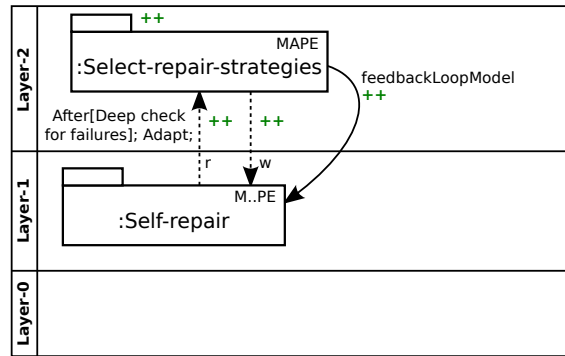 Layer-2
++
MAPE
:Select-repair-strategies
feedbackLoopModel
++
After[Deep check
for failures]; Adapt;
++
++
r
w
Layer-1
M..PE
:Self-repair
Layer-0